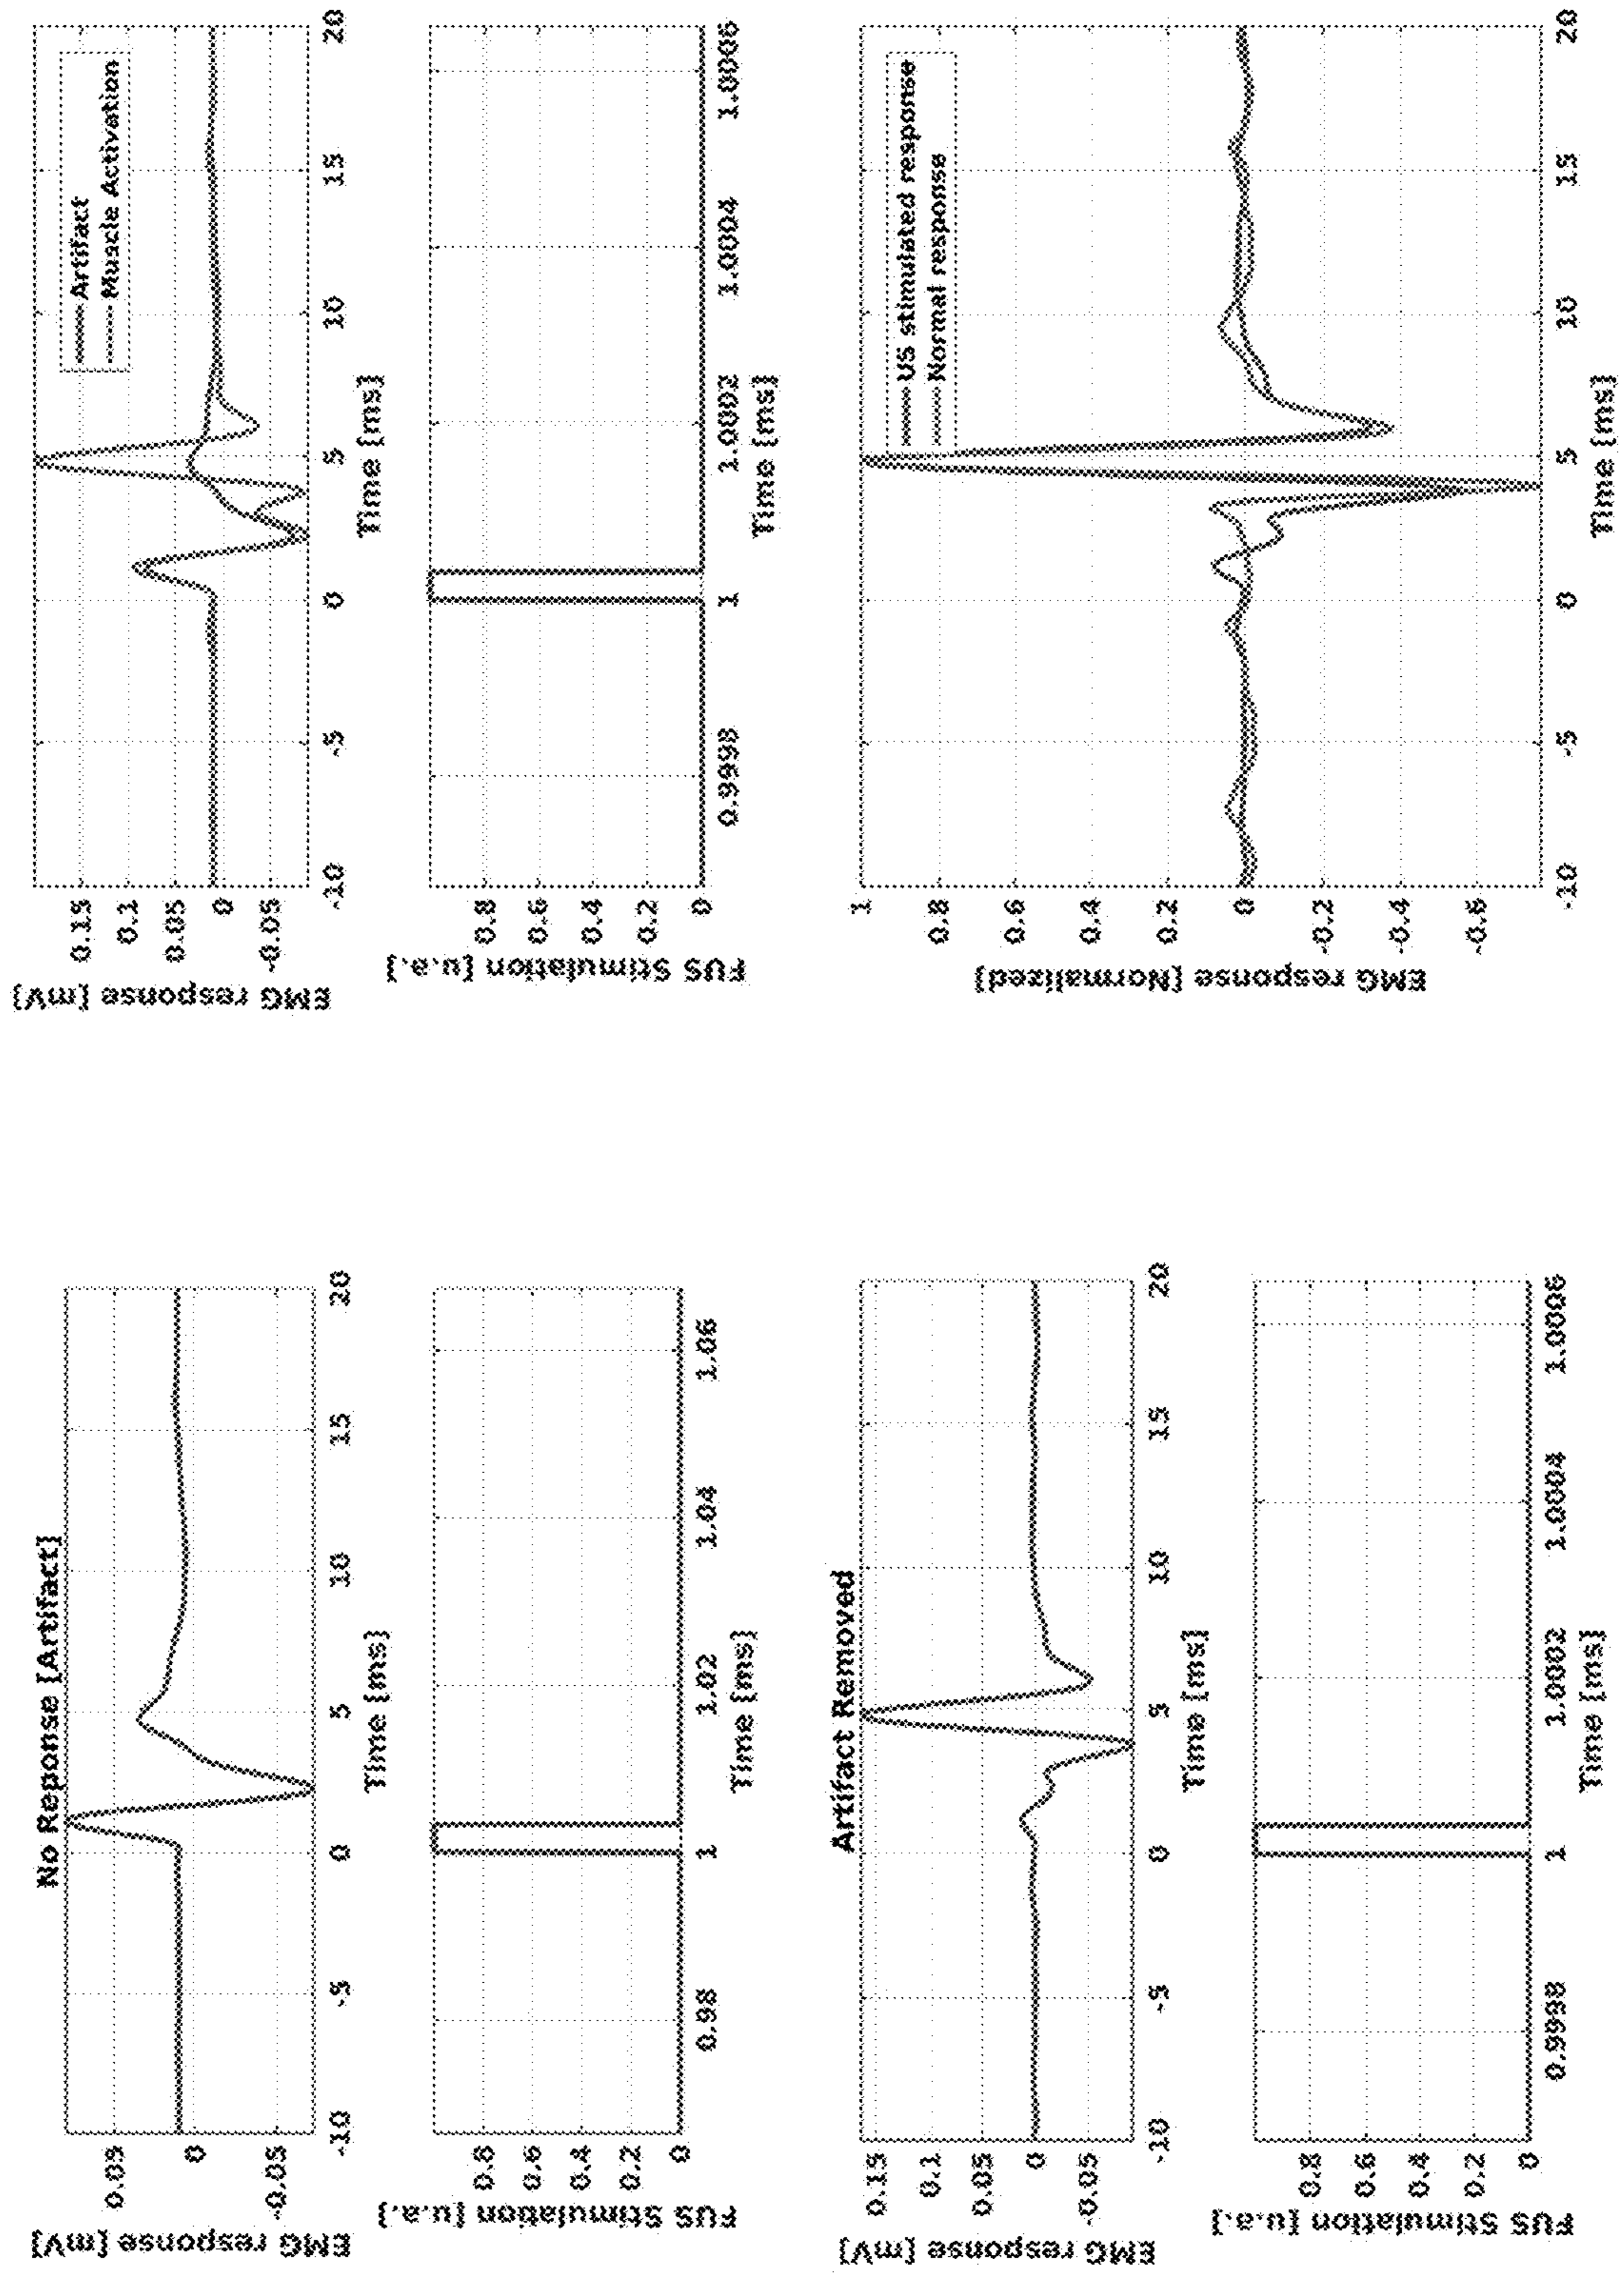 No Reponse [Artifact]
EMG response [mV]
0.05
0
-0.05
-10 -5 0 5 10 15 20
Time [ms]
FUS Stimulation [u.a.]
0.8
0.6
0.4
0.2
0
0.98 1 1.02 1.04 1.06
Time [ms]
EMG response [mV]
0.15
0.1
0.05
0
-0.05
Artifact
Muscle Activation
-10 -5 0 5 10 15 20
Time [ms]
FUS Stimulation [u.a.]
0.8
0.6
0.4
0.2
0
0.9998 1 1.0002 1.0004 1.0006
Time [ms]
Artifact Removed
EMG response [mV]
0.15
0.1
0.05
0
-0.05
-10 -5 0 5 10 15 20
Time [ms]
FUS Stimulation [u.a.]
0.8
0.6
0.4
0.2
0
0.9998 1 1.0002 1.0004 1.0006
Time [ms]
EMG response [Normalized]
1
0.8
0.6
0.4
0.2
0
-0.2
-0.4
-0.6
US stimulated response
Normal response
-10 -5 0 5 10 15 20
Time [ms]